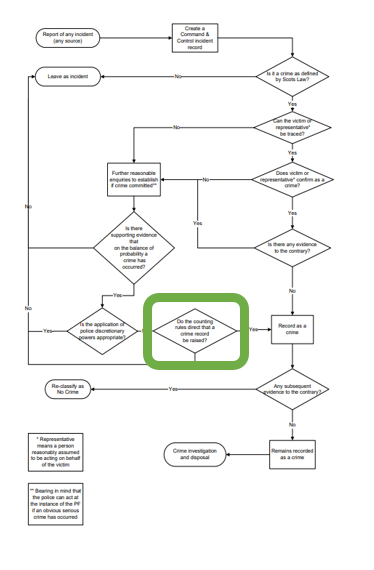 Report of any incident
(any source)
Create a
Command &
Control incident
record
Leave as incident
No
Is it a crime as defined
by Scots Law?
Yes
No
Can the victim or
representative*
be traced?
Yes
Further reasonable
enquiries to establish
if crime committed**
No
Does victim or
representative* confirm as a
crime?
No
Yes
Yes
Is there
supporting evidence
that
on the balance of
probability a
crime has
occurred?
Is there any evidence
to the contrary?
Yes
No
No
Yes
Is the application of
police discretionary
powers appropriate?
Do the counting
rules direct that a
crime record
be raised?
Yes
Record as a
crime
Re-classify as
No Crime
Yes
Any subsequent
evidence to the contrary?
No
* Representative
means a person
reasonably assumed
to be acting on behalf
of the victim
Crime investigation
and disposal
Remains recorded
as a crime
** Bearing in mind that
the police can act at
the instance of the PF
if an obvious serious
crime has occurred